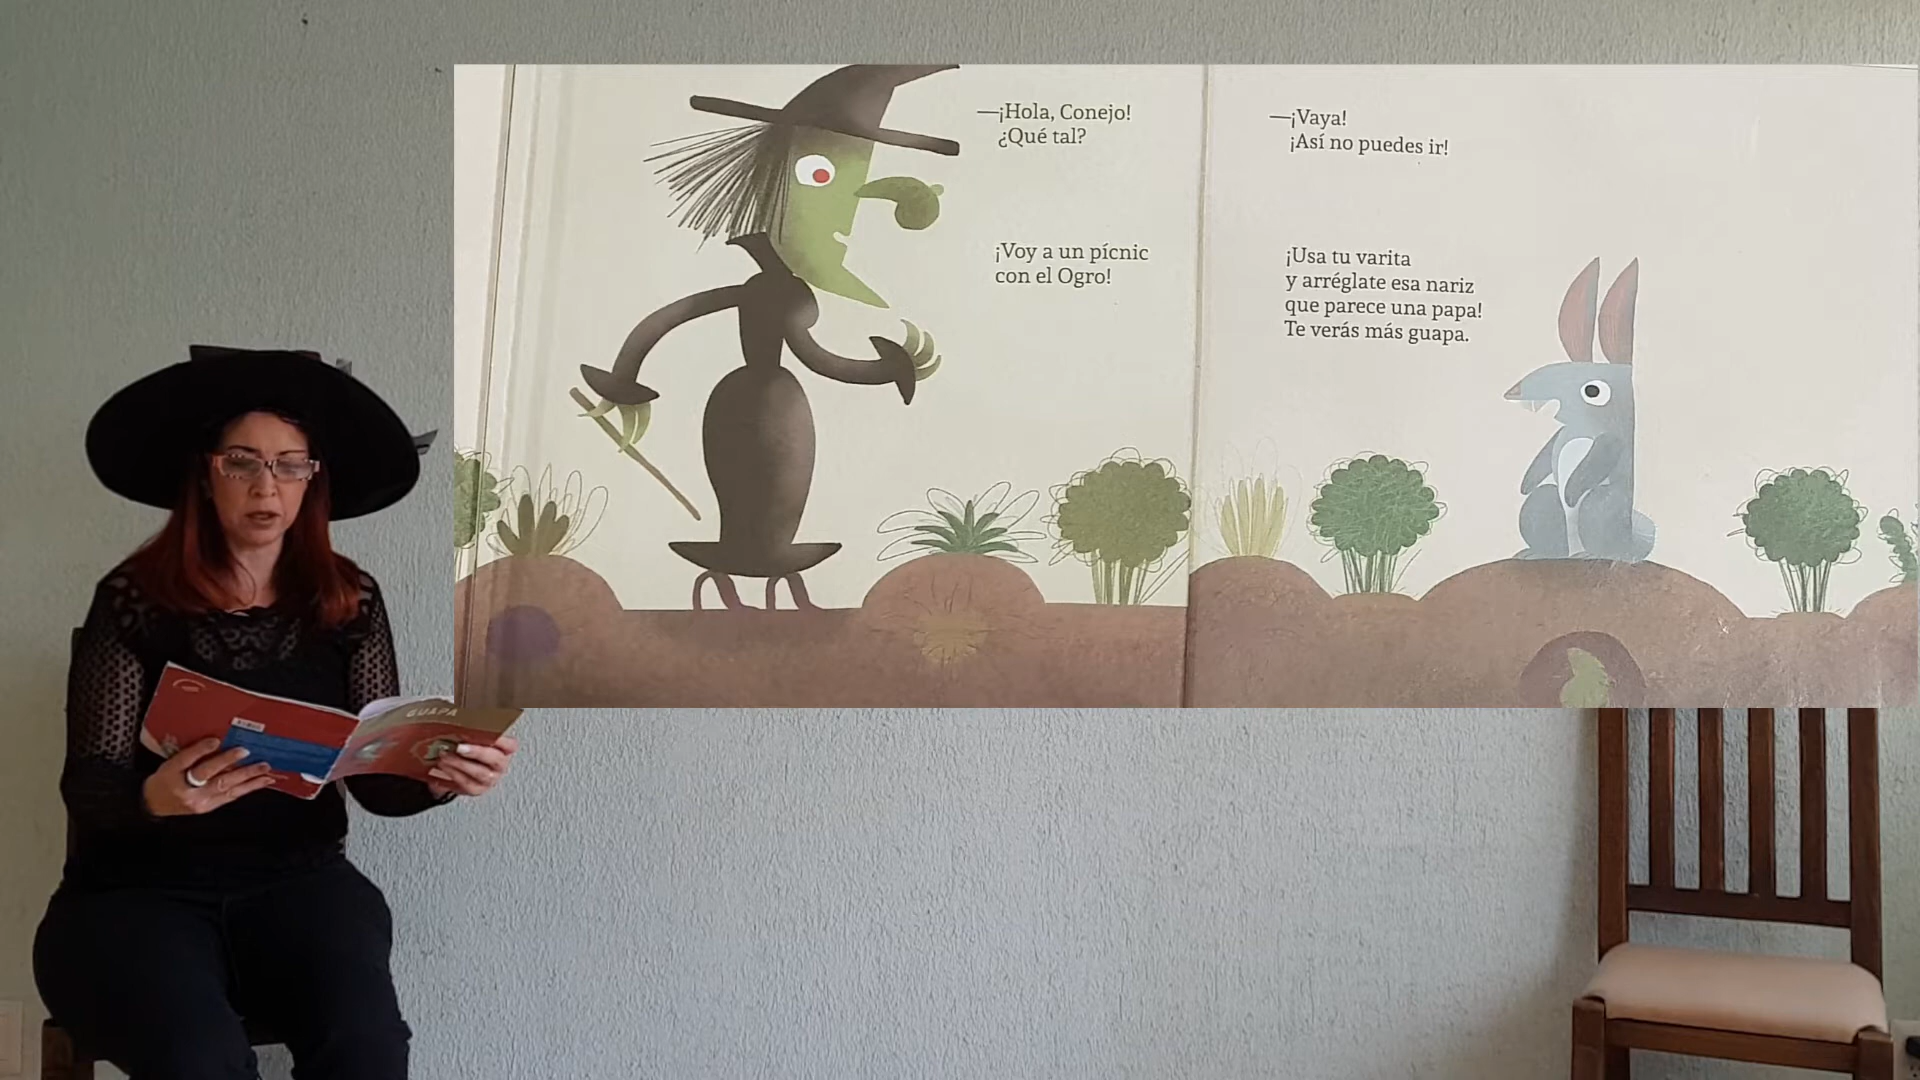 —¡Hola, Conejo!
¿Qué tal?
¡Voy a un pícnic
con el Ogro!
—¡Vaya!
¡Así no puedes ir!
¡Usa tu varita
y arréglate esa nariz
que parece una papa!
Te verás más guapa.
GUAPA